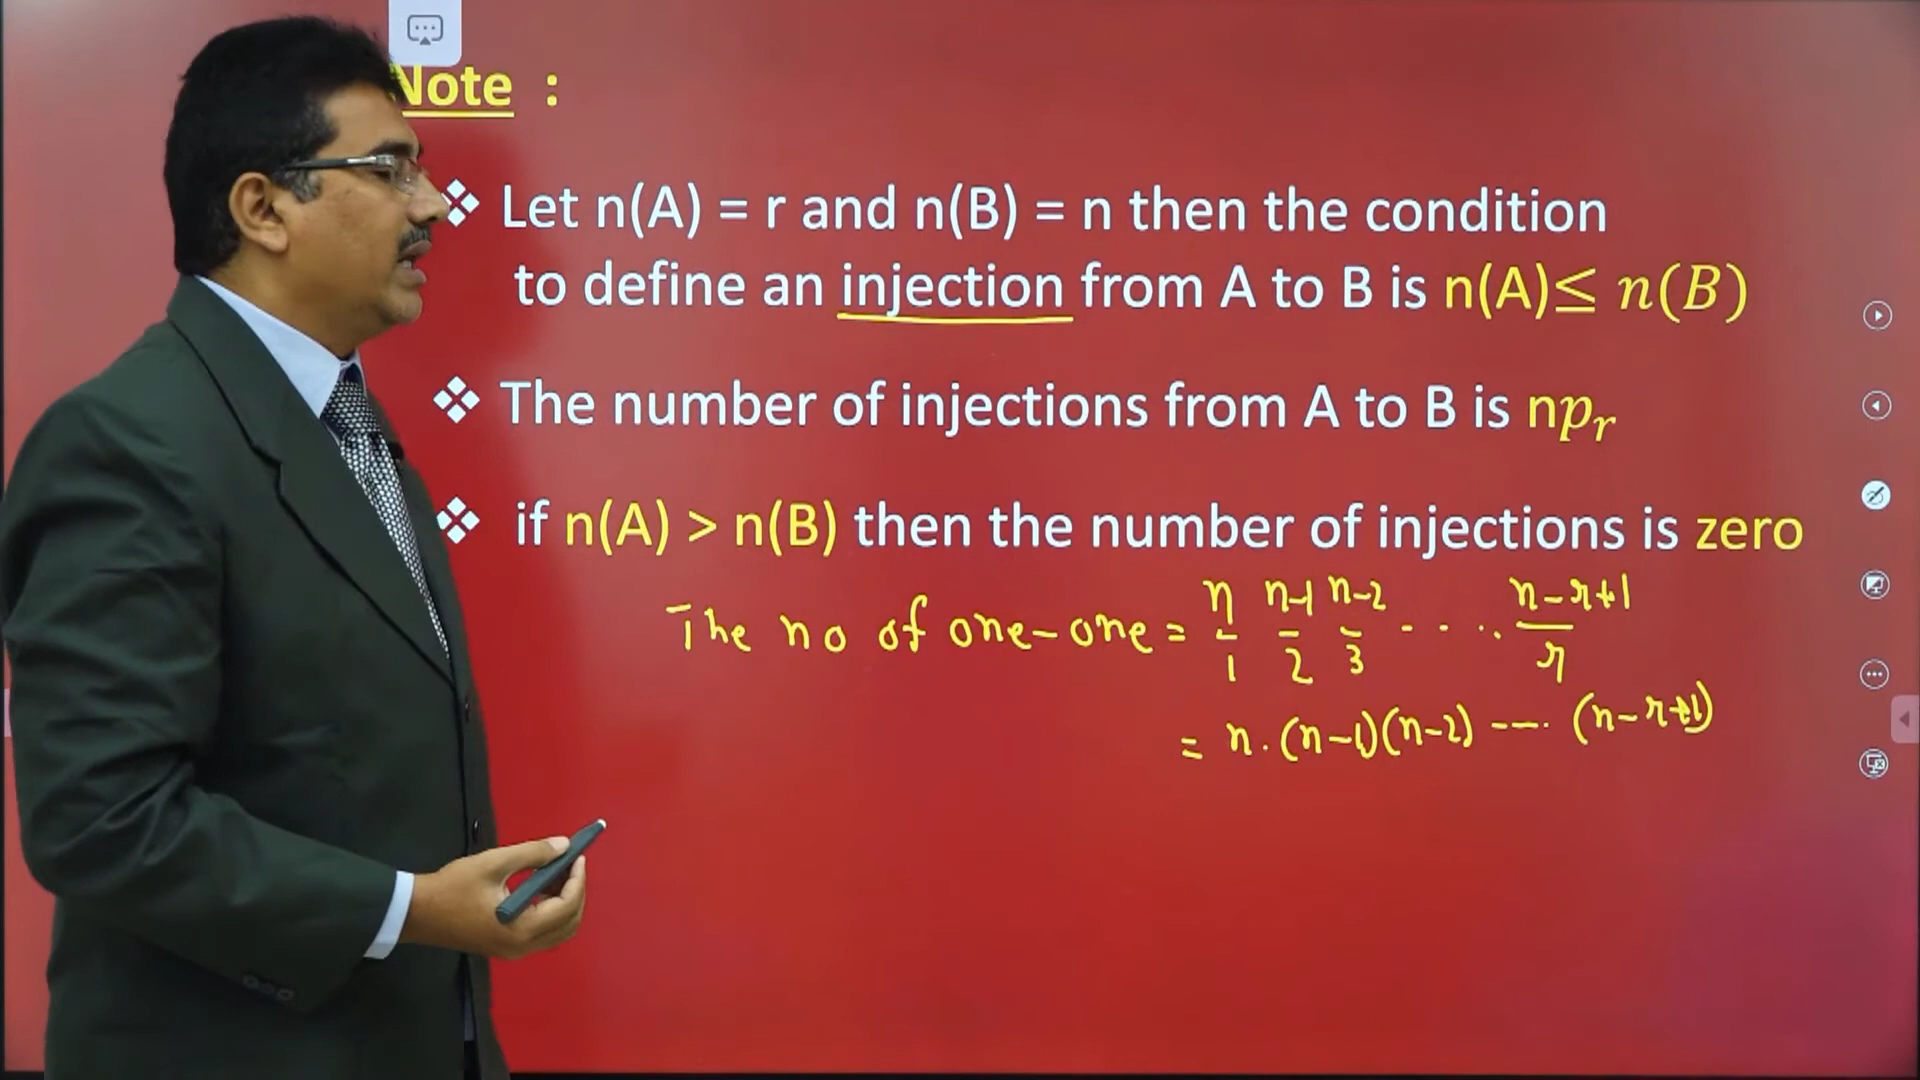 Note :
❖ Let n(A) = r and n(B) = n then the condition
to define an injection from A to B is n(A)≤ n(B)
❖ The number of injections from A to B is np_r
❖ if n(A) > n(B) then the number of injections is zero
n n-1 n-2 n-r+1
The no of one-one = - - - - - .. —
1 2 3 r
= n.(n-1)(n-2) ---. (n-r+1)